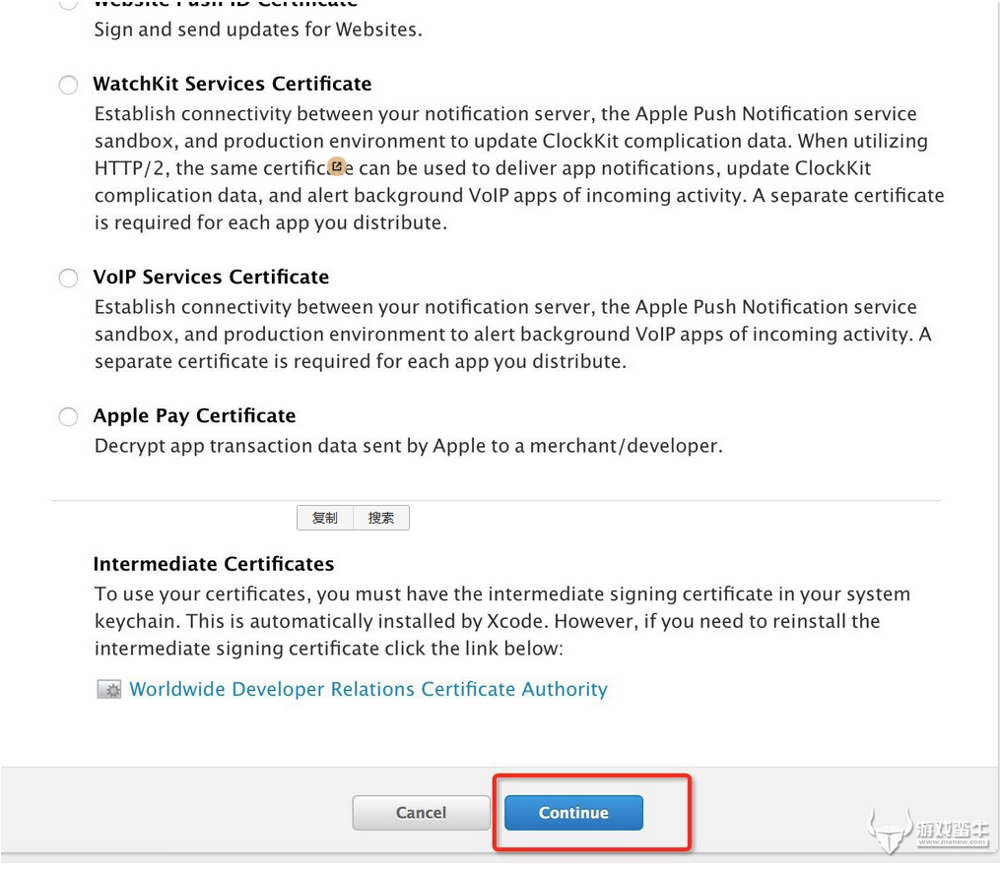 Website Push ID Certificate
Sign and send updates for Websites.
WatchKit Services Certificate
Establish connectivity between your notification server, the Apple Push Notification service
sandbox, and production environment to update ClockKit complication data. When utilizing
HTTP/2, the same certific e can be used to deliver app notifications, update ClockKit
complication data, and alert background VoIP apps of incoming activity. A separate certificate
is required for each app you distribute.
VoIP Services Certificate
Establish connectivity between your notification server, the Apple Push Notification service
sandbox, and production environment to alert background VoIP apps of incoming activity. A
separate certificate is required for each app you distribute.
Apple Pay Certificate
Decrypt app transaction data sent by Apple to a merchant/developer.
复制 搜索
Intermediate Certificates
To use your certificates, you must have the intermediate signing certificate in your system
keychain. This is automatically installed by Xcode. However, if you need to reinstall the
intermediate signing certificate click the link below:
Worldwide Developer Relations Certificate Authority
Cancel Continue
游戏蛮牛
www.manew.com